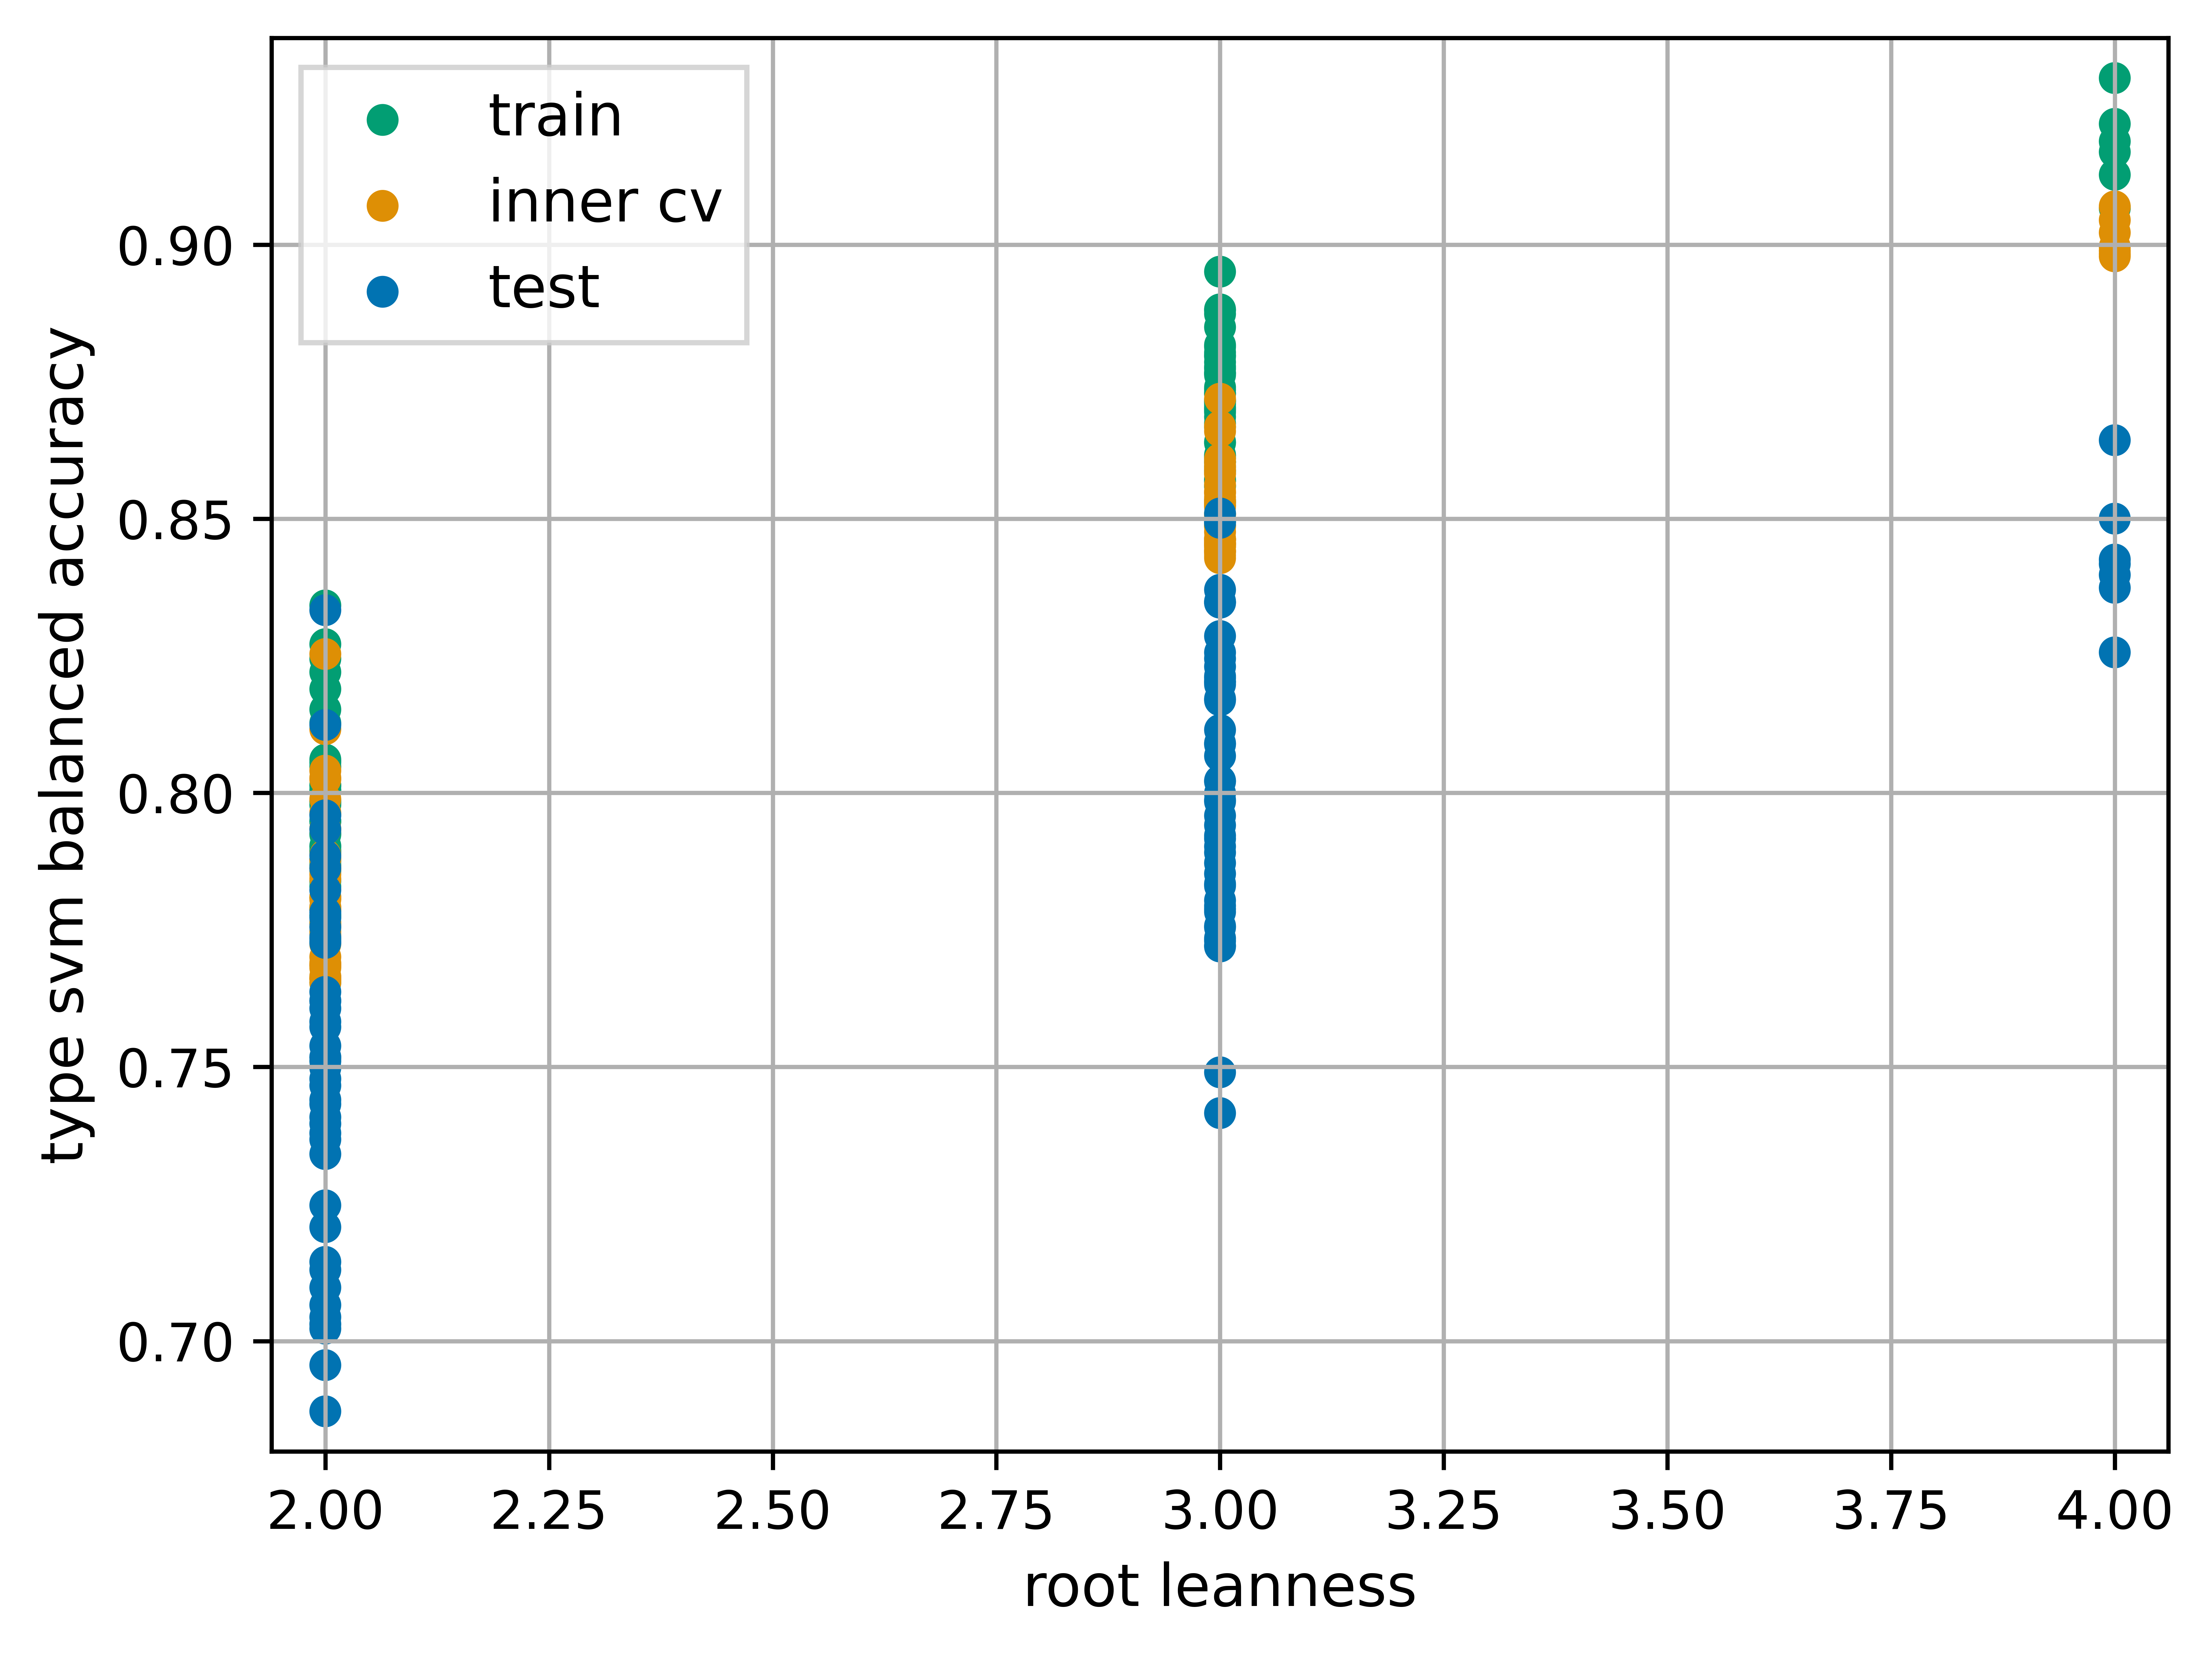 train
inner cv
test
type svm balanced accuracy
0.90
0.85
0.80
0.75
0.70
2.00 2.25 2.50 2.75 3.00 3.25 3.50 3.75 4.00
root leanness